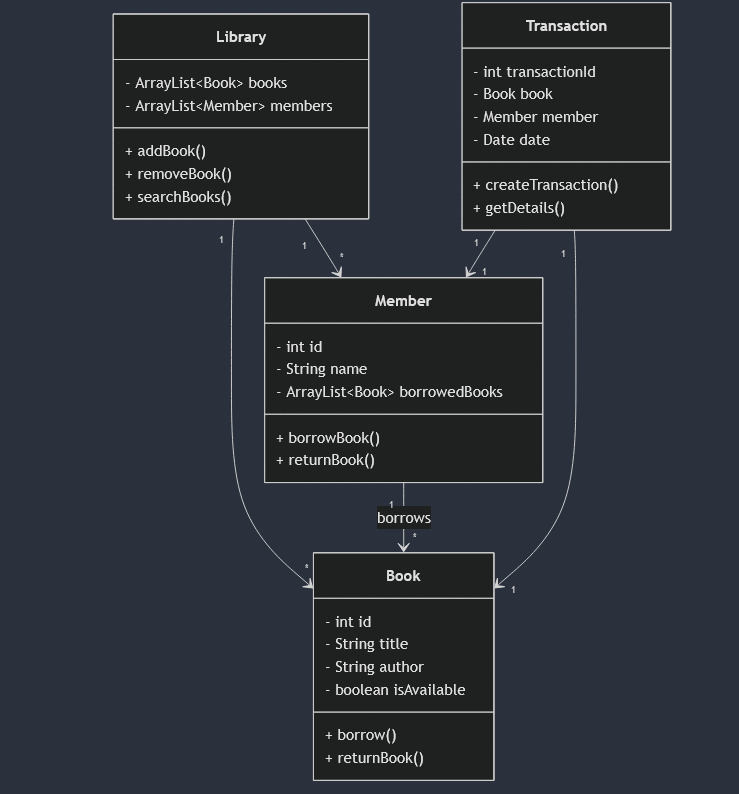 Library
- ArrayList<Book> books
- ArrayList<Member> members
+ addBook()
+ removeBook()
+ searchBooks()
Transaction
- int transactionId
- Book book
- Member member
- Date date
+ createTransaction()
+ getDetails()
1
1
*
1
1
1
Member
- int id
- String name
- ArrayList<Book> borrowedBooks
+ borrowBook()
+ returnBook()
1
borrows
*
*
1
Book
- int id
- String title
- String author
- boolean isAvailable
+ borrow()
+ returnBook()